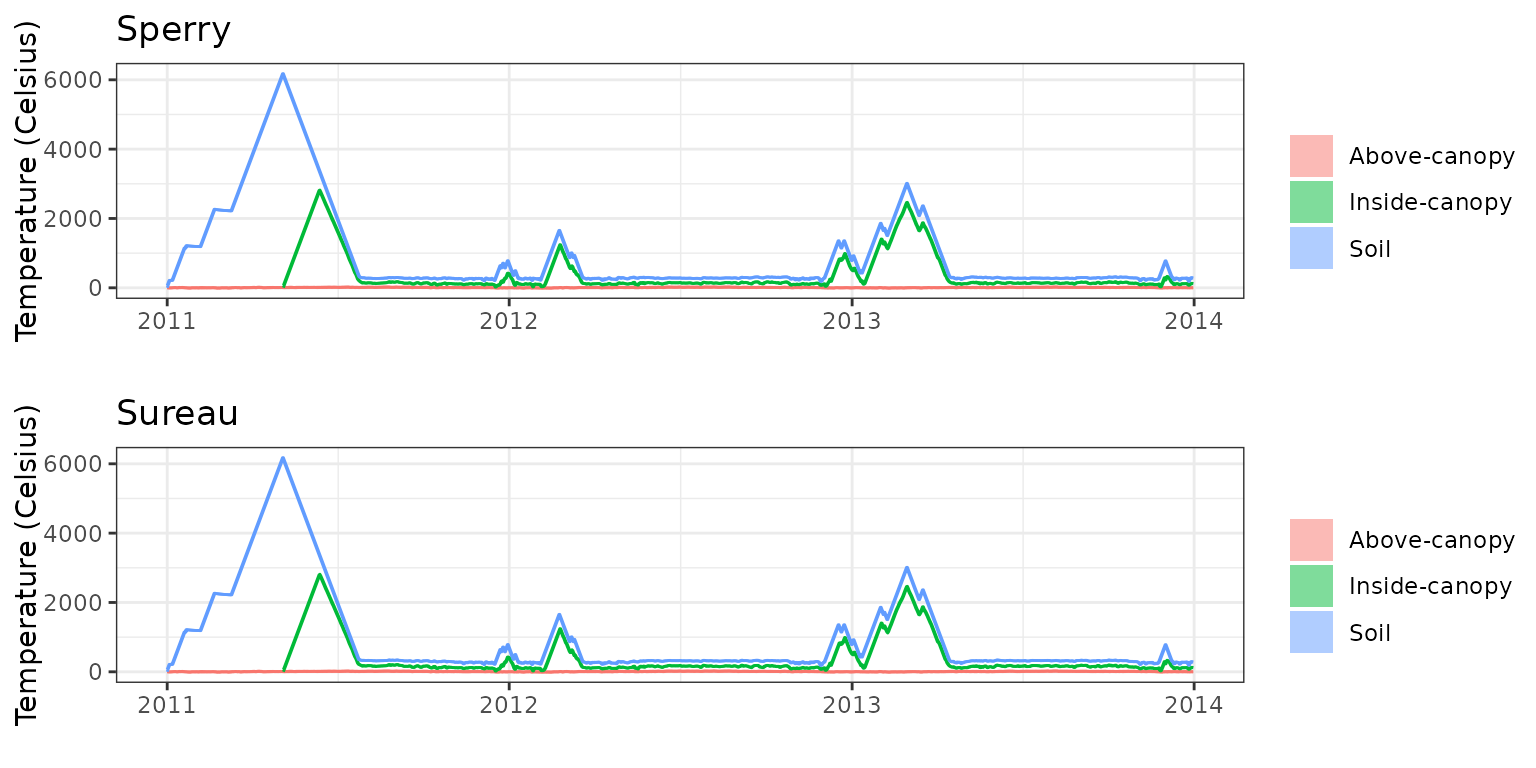 Sperry
Temperature (Celsius)
6000
4000
2000
0
2011 2012 2013 2014
Above-canopy
Inside-canopy
Soil
Sureau
Temperature (Celsius)
6000
4000
2000
0
2011 2012 2013 2014
Above-canopy
Inside-canopy
Soil